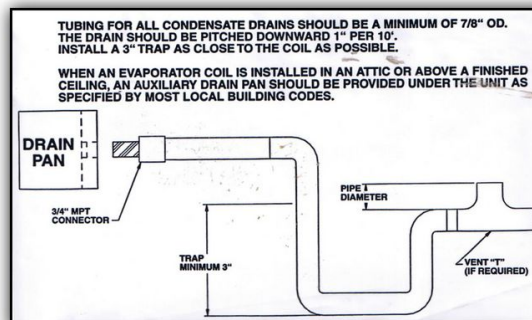 TUBING FOR ALL CONDENSATE DRAINS SHOULD BE A MINIMUM OF 7/8" OD.
THE DRAIN SHOULD BE PITCHED DOWNWARD 1" PER 10'.
INSTALL A 3" TRAP AS CLOSE TO THE COIL AS POSSIBLE.
WHEN AN EVAPORATOR COIL IS INSTALLED IN AN ATTIC OR ABOVE A FINISHED
CEILING, AN AUXILIARY DRAIN PAN SHOULD BE PROVIDED UNDER THE UNIT AS
SPECIFIED BY MOST LOCAL BUILDING CODES.
DRAIN
PAN
3/4" MPT
CONNECTOR
TRAP
MINIMUM 3"
PIPE
DIAMETER
VENT "T"
(IF REQUIRED)